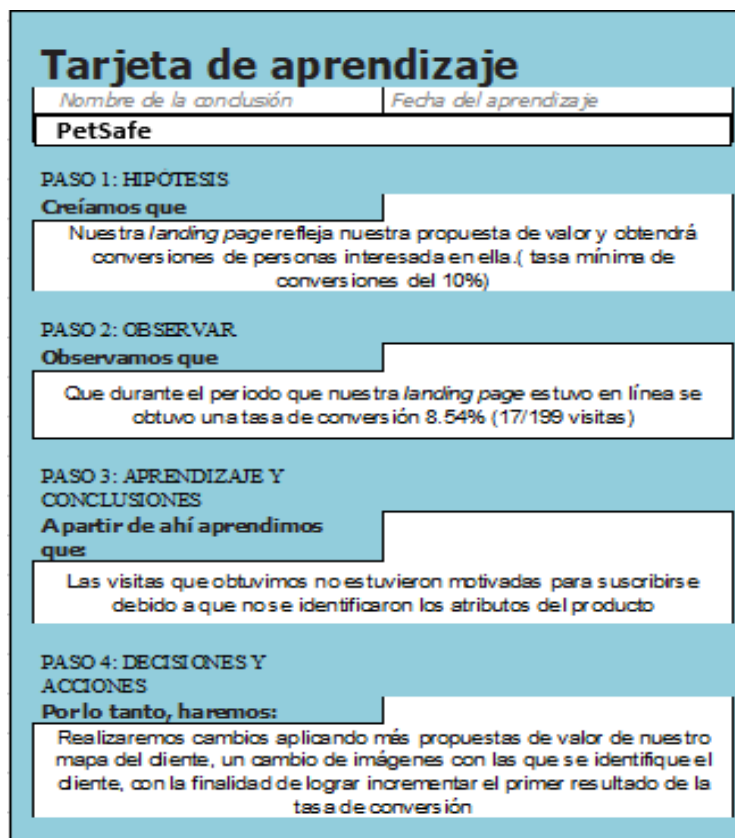 Tarjeta de aprendizaje
Nombre de la conclusión Fecha del aprendizaje
PetSafe
PASO 1: HIPÓTESIS
Creíamos que
Nuestra landing page refleja nuestra propuesta de valor y obtendrá
conversiones de personas interesada en ella.( tasa mínima de
conversiones del 10%)
PASO 2: OBSERVAR
Observamos que
Que durante el periodo que nuestra landing page estuvo en línea se
obtuvo una tasa de conversión 8.54% (17/199 visitas)
PASO 3: APRENDIZAJE Y
CONCLUSIONES
A partir de ahí aprendimos
que:
Las visitas que obtuvimos no estuvieron motivadas para suscribirse
debido a que no se identificaron los atributos del producto
PASO 4: DECISIONES Y
ACCIONES
Por lo tanto, haremos:
Realizaremos cambios aplicando más propuestas de valor de nuestro
mapa del cliente, un cambio de imágenes con las que se identifique el
cliente, con la finalidad de lograr incrementar el primer resultado de la
tasa de conversión